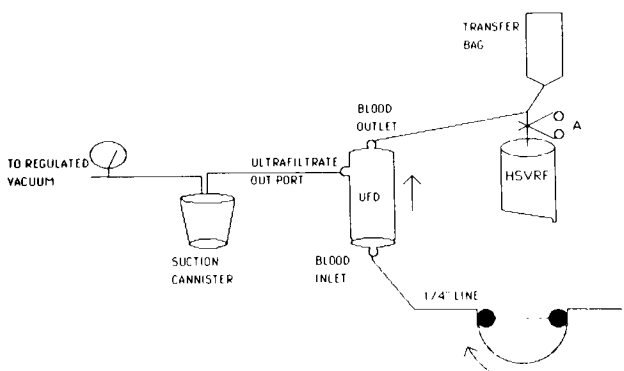 TRANSFER
BAG
BLOOD
OUTLET
A
TO REGULATED
VACUUM
ULTRAFILTRATE
OUT PORT
UFD
HSVRF
SUCTION
CANNISTER
BLOOD
INLET
1/4" LINE